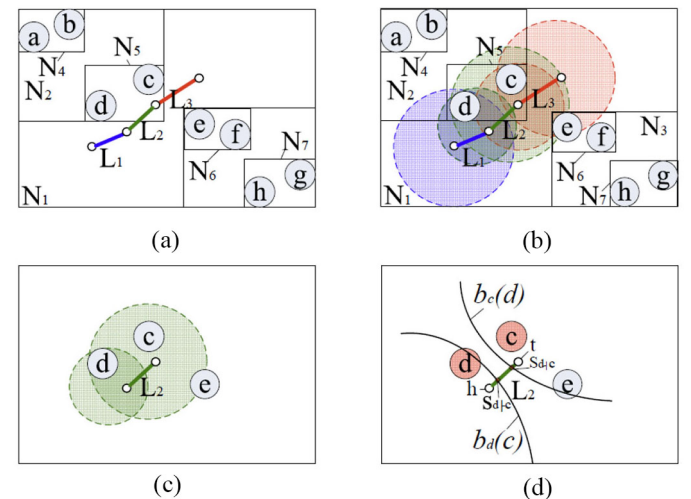 a b
N4
N2
N5
c
d
L3
L2
L1
e f
N7
N6
g
h
N1
(a)
a b
N4
N2
N5
c
d
L3
L2
L1
e f
N3
N6
N7
g
h
N1
(b)
c
d
L2
e
(c)
bc(d)
c
t
d
Sd|c
e
h
L2
Sd|c
bd(c)
(d)